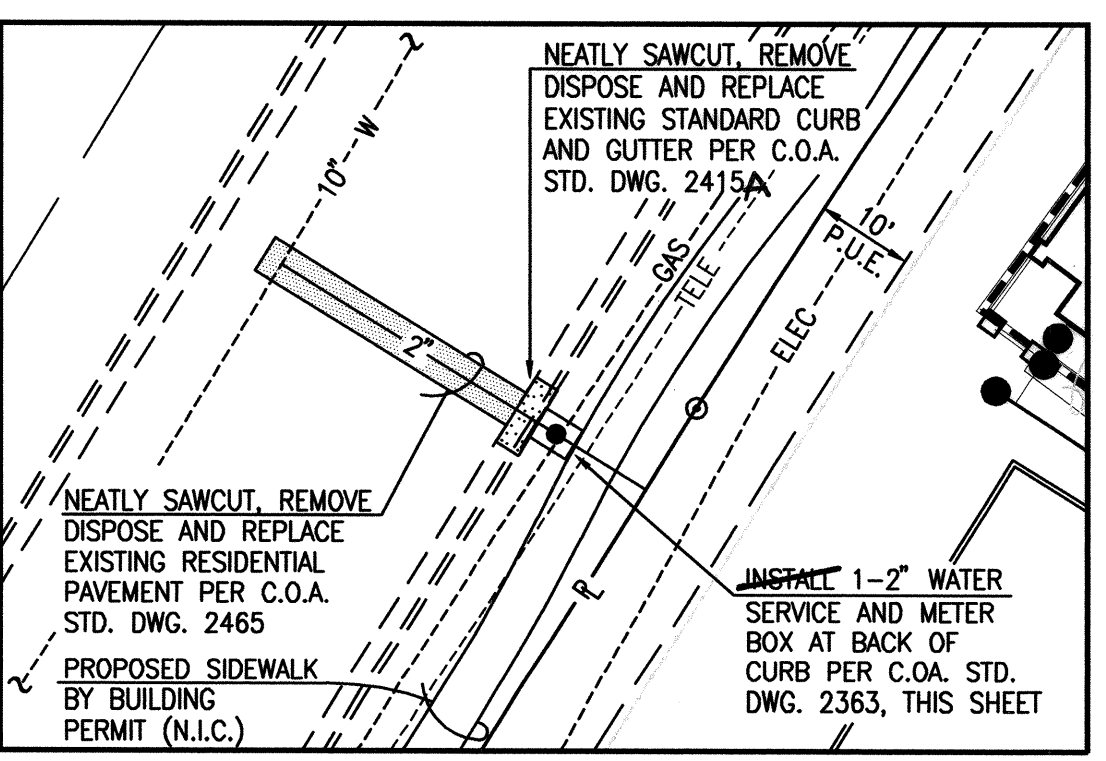 NEATLY SAWCUT, REMOVE
DISPOSE AND REPLACE
EXISTING STANDARD CURB
AND GUTTER PER C.O.A.
STD. DWG. 2415A
10" W
GAS
TELE
10'
P.U.E.
ELEC
2"
NEATLY SAWCUT, REMOVE
DISPOSE AND REPLACE
EXISTING RESIDENTIAL
PAVEMENT PER C.O.A.
STD. DWG. 2465
PROPOSED SIDEWALK
BY BUILDING
PERMIT (N.I.C.)
PL
INSTALL 1-2" WATER
SERVICE AND METER
BOX AT BACK OF
CURB PER C.OA. STD.
DWG. 2363, THIS SHEET